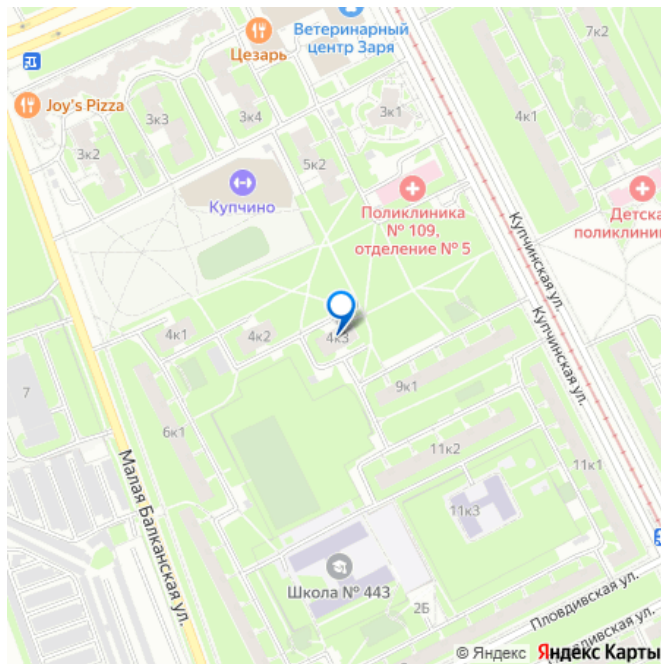 Ветеринарный
центр Заря
Цезарь
7к2
Joy's Pizza
3к3
3к4
3к1
4к1
3к2
5к2
Купчино
Поликлиника
№ 109,
отделение № 5
Детска
поликлини
Купчинская ул.
Купчинская ул.
4к1
4к2
4к3
7
9к1
6к1
11к2
11к1
Малая Балканская ул.
11к3
Школа № 443
2Б
Пловдивская ул.
© Яндекс Яндекс Карты